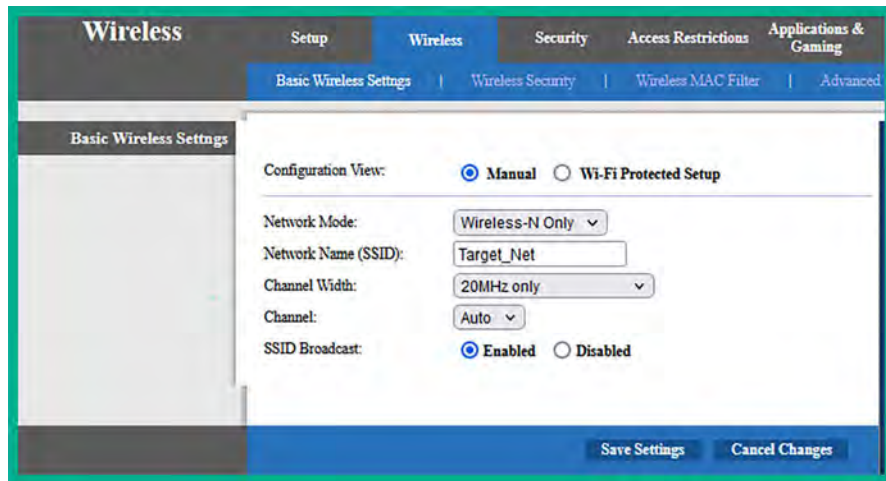 Wireless
Setup Wireless Security Access Restrictions Applications & Gaming
Basic Wireless Settngs | Wireless Security | Wireless MAC Filter | Advanced
Basic Wireless Settngs
Configuration View: Manual Wi-Fi Protected Setup
Network Mode: Wireless-N Only
Network Name (SSID): Target_Net
Channel Width: 20MHz only
Channel: Auto
SSID Broadcast: Enabled Disabled
Save Settings Cancel Changes